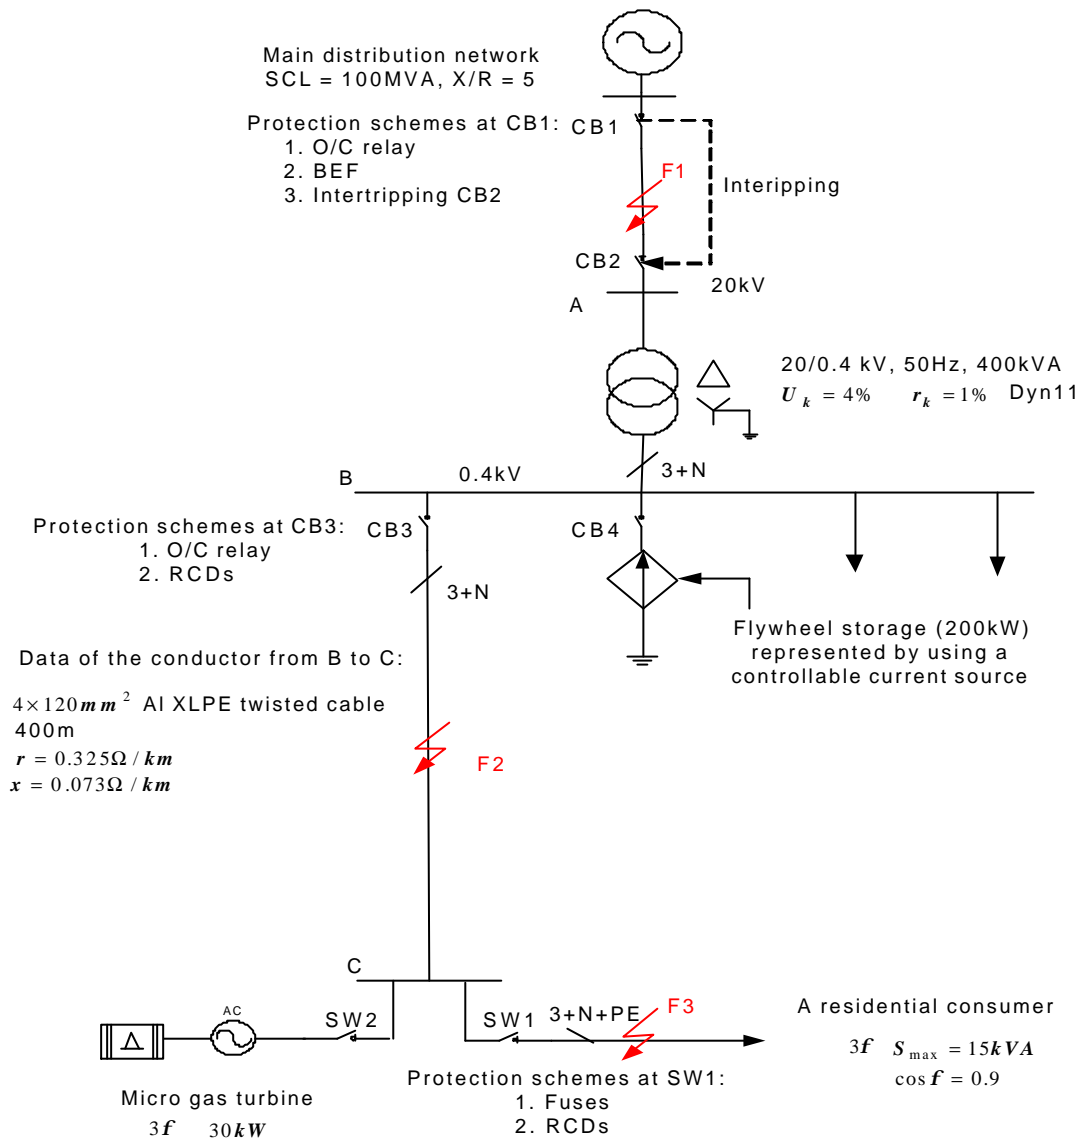 Main distribution network
SCL = 100MVA, X/R = 5
Protection schemes at CB1:
1. O/C relay
2. BEF
3. Intertripping CB2
CB1
F1
Interipping
CB2
20kV
A
20/0.4 kV, 50Hz, 400kVA
U k = 4% r k = 1% Dyn11
3+N
0.4kV
B
Protection schemes at CB3:
1. O/C relay
2. RCDs
CB3
CB4
3+N
Flywheel storage (200kW)
represented by using a
controllable current source
Data of the conductor from B to C:
4×120mm² Al XLPE twisted cable
400m
r = 0.325Ω/km
x = 0.073Ω/km
F2
C
AC
SW2
SW1
3+N+PE
F3
A residential consumer
3f S max = 15kVA
cos f = 0.9
Micro gas turbine
3f 30kW
Protection schemes at SW1:
1. Fuses
2. RCDs